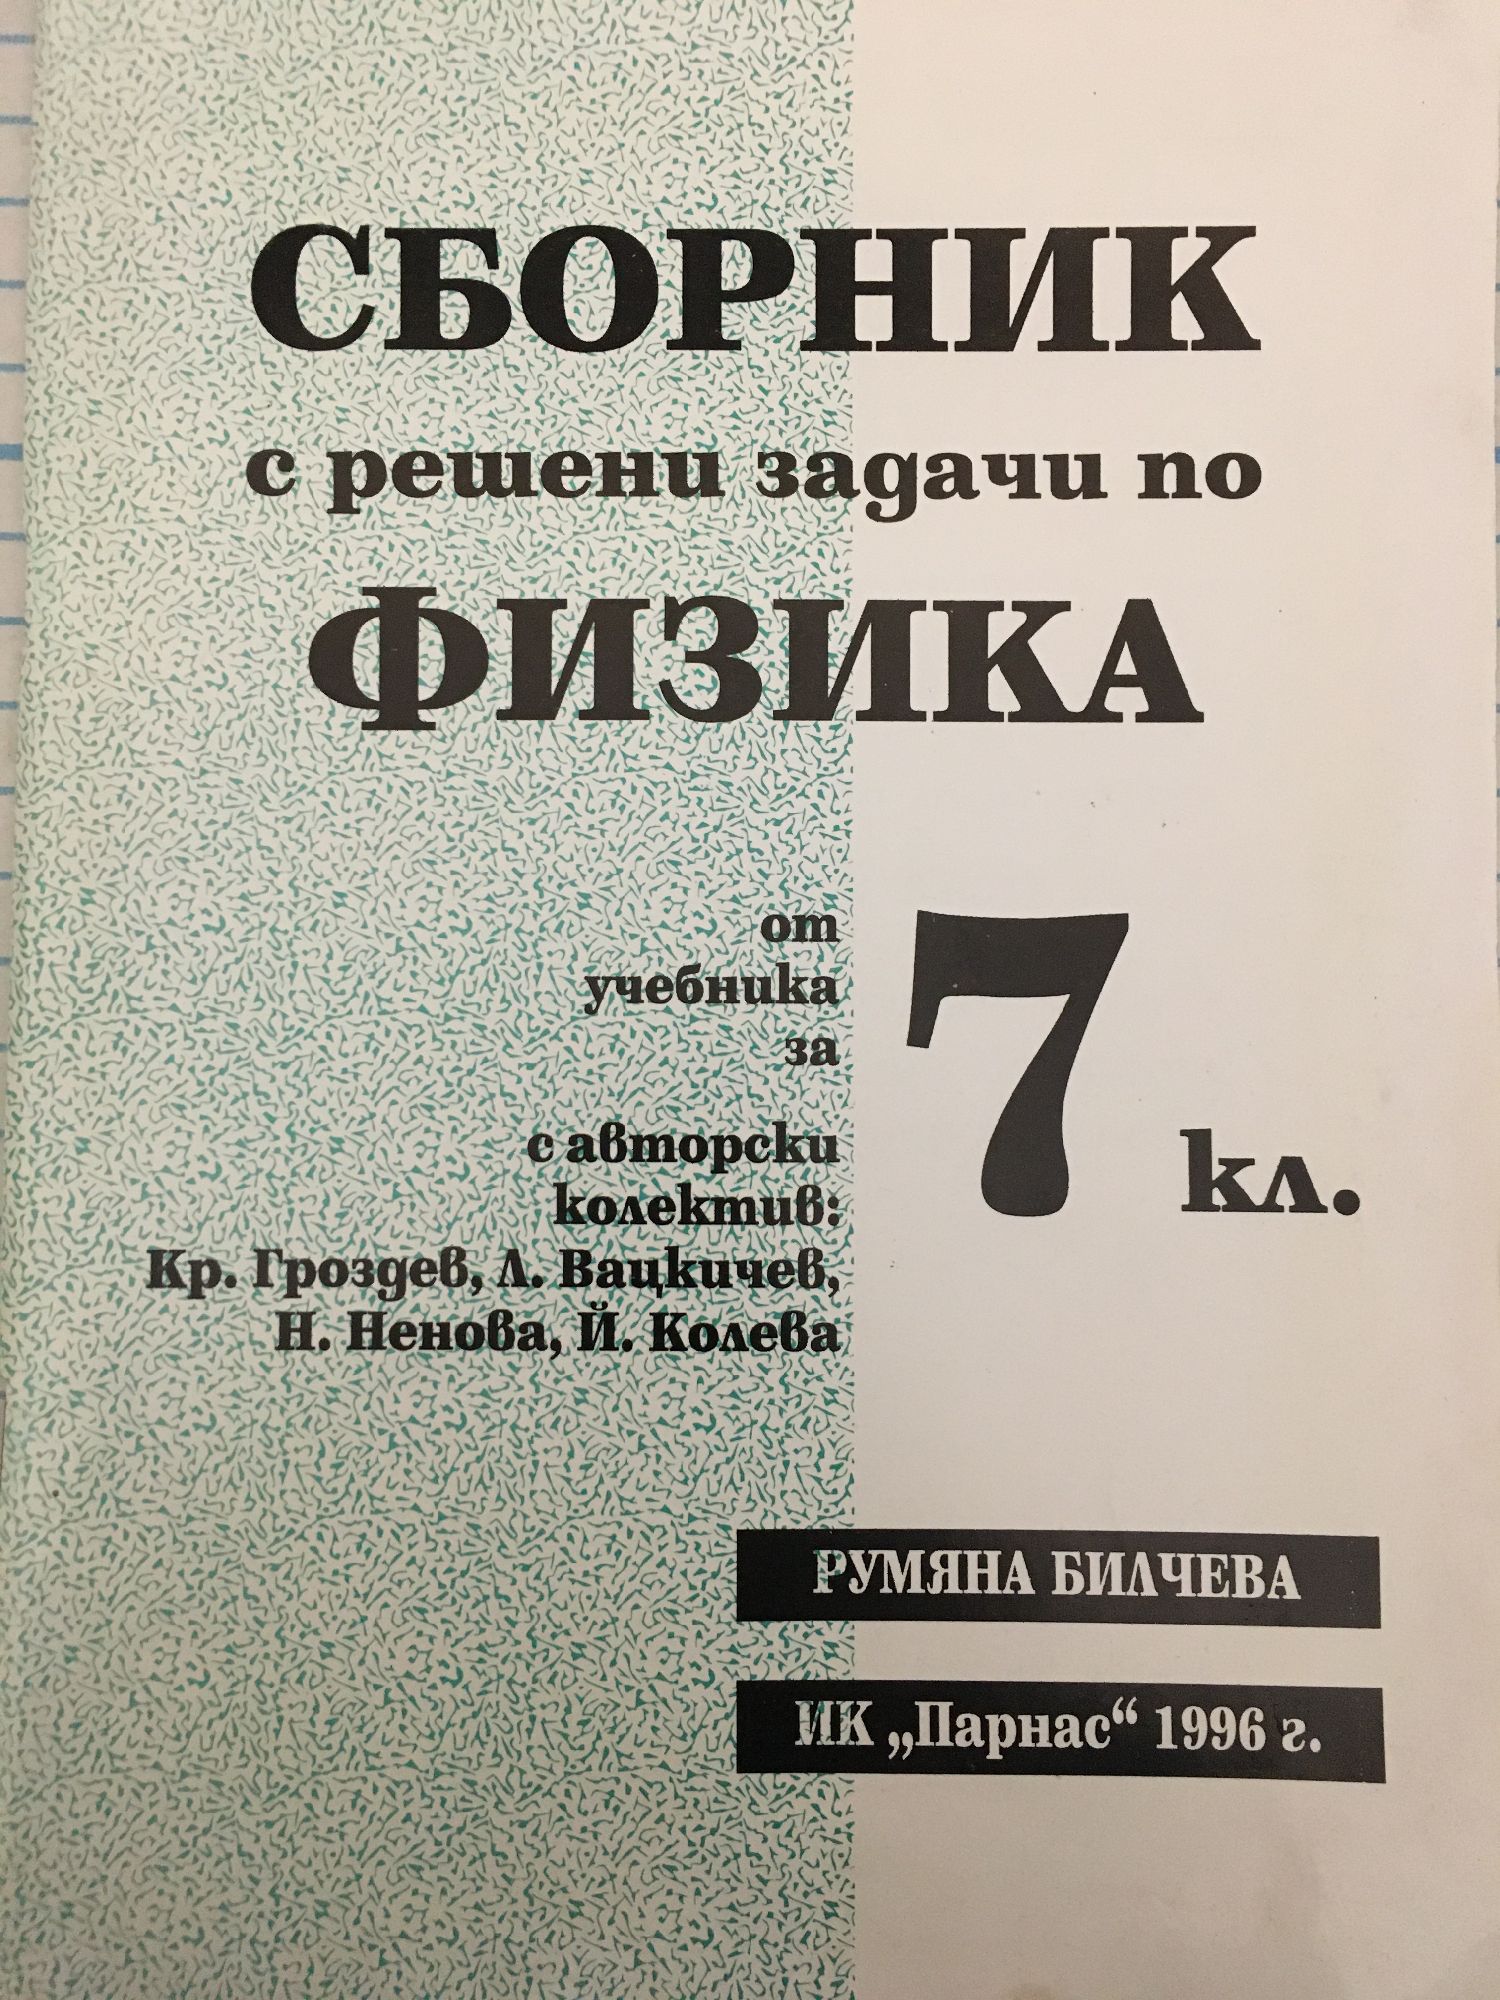 СБОРНИК
с решени задачи по
ФИЗИКА
от
учебника
за
7 кл.
с авторски
колектив:
Кр. Гроздев, Л. Вацкичев,
Н. Ненова, Й. Колева
РУМЯНА БИЛЧЕВА
ИК „Парнас“ 1996 г.